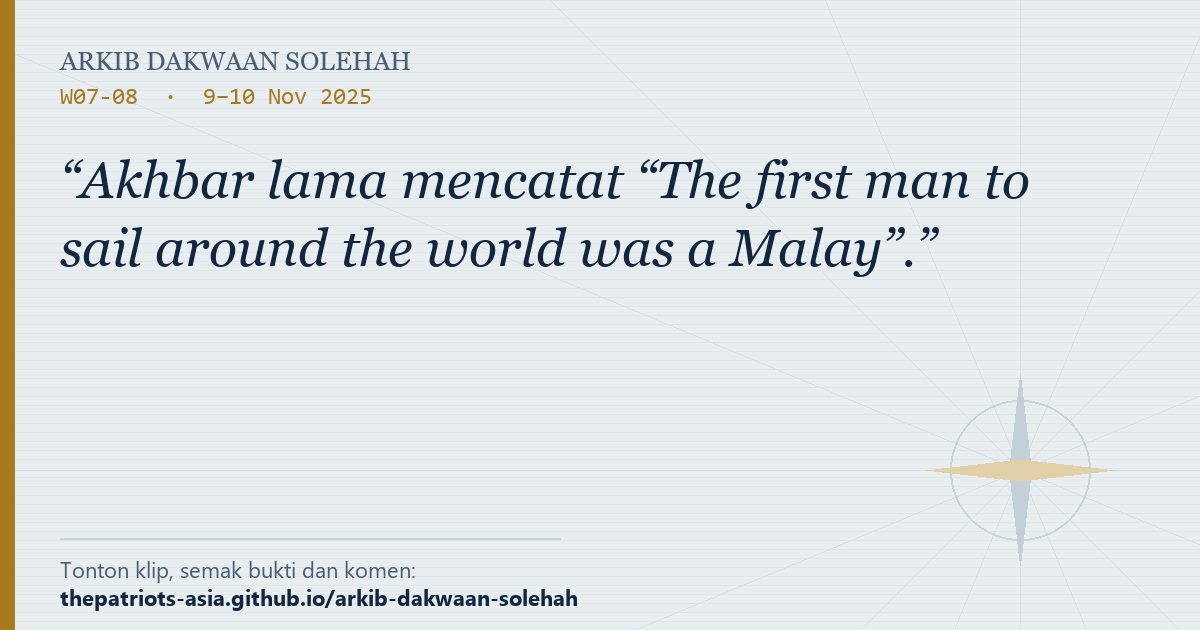 ARKIB DAKWAAN SOLEHAH
W07-08 · 9–10 Nov 2025
“Akhbar lama mencatat “The first man to
sail around the world was a Malay”.”
Tonton klip, semak bukti dan komen:
thepatriots-asia.github.io/arkib-dakwaan-solehah